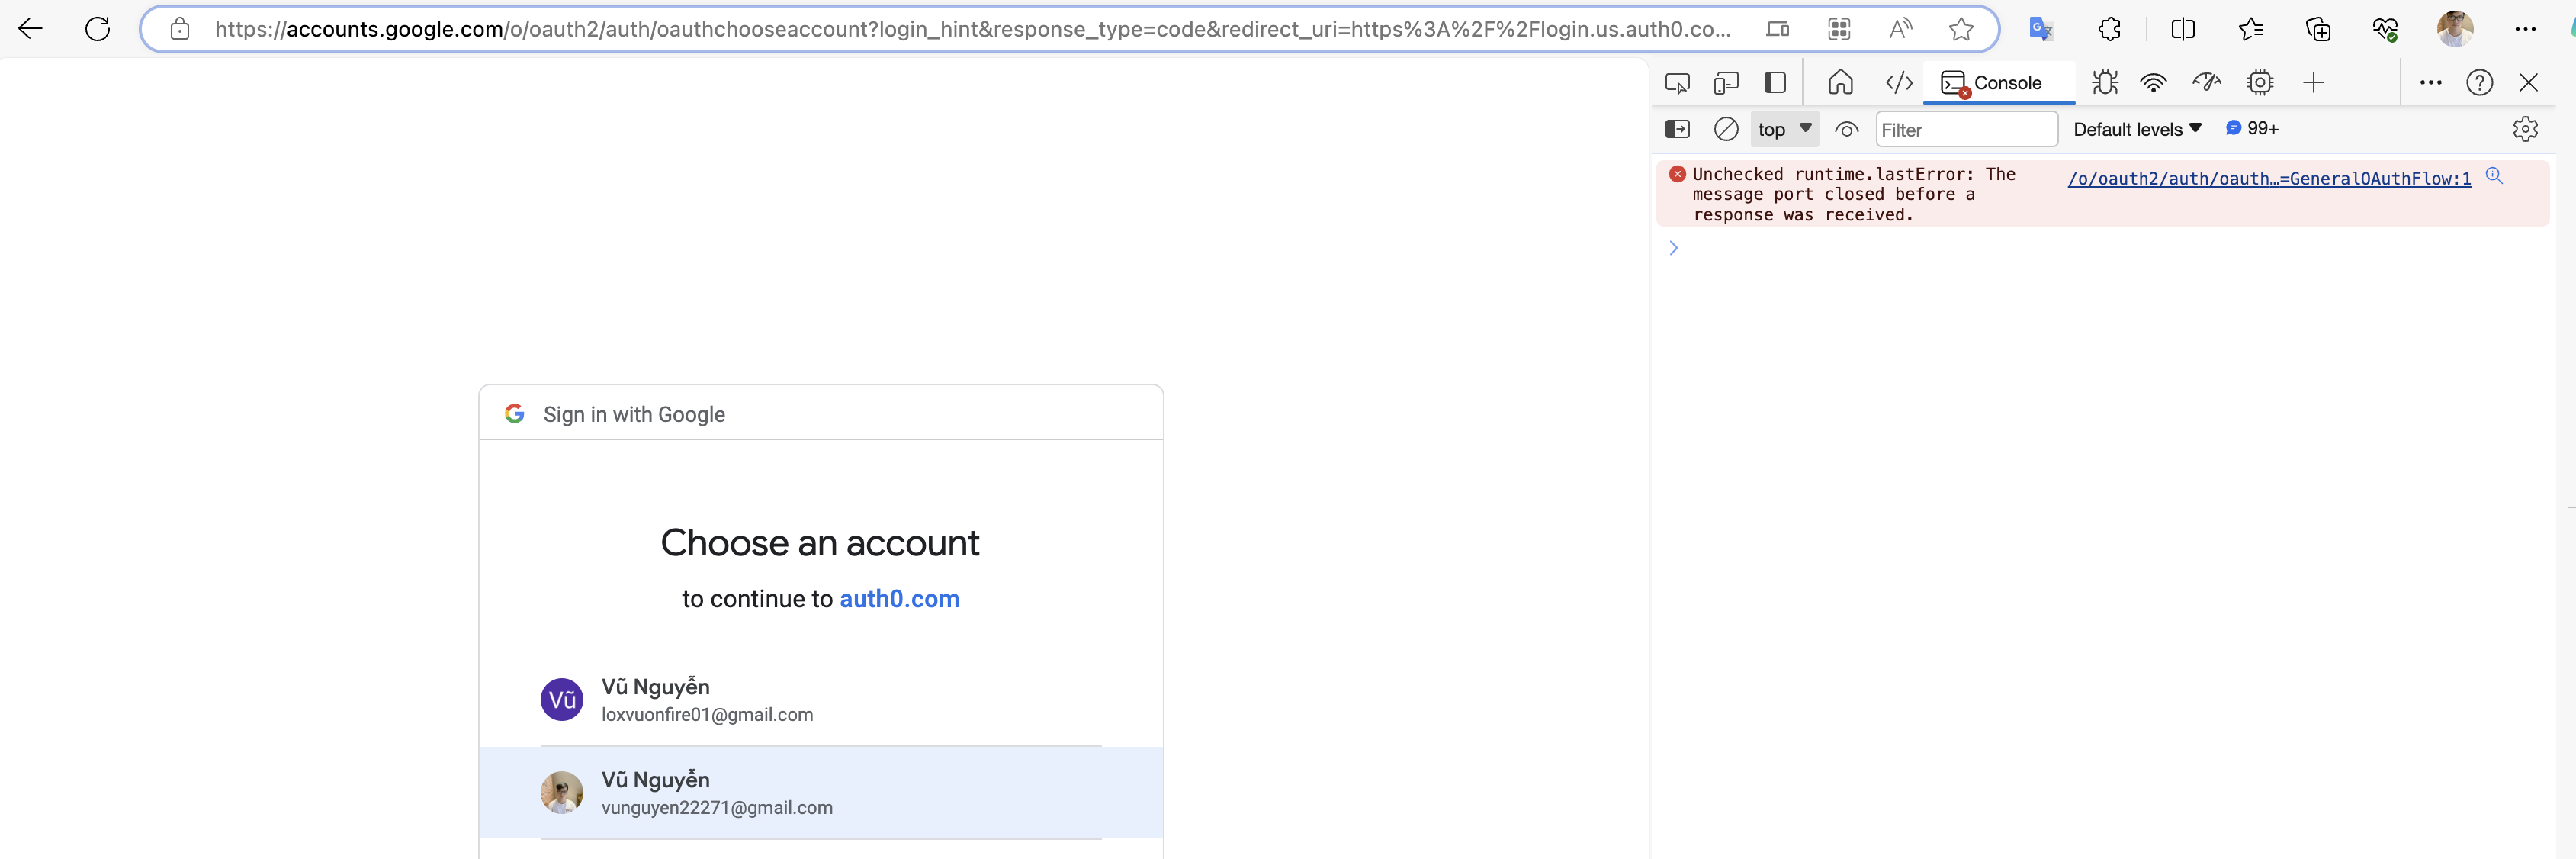 https://accounts.google.com/o/oauth2/auth/oauthchooseaccount?login_hint&response_type=code&redirect_uri=https%3A%2F%2Flogin.us.auth0.co...
Console
top
Filter
Default levels
99+
Unchecked runtime.lastError: The
message port closed before a
response was received.
/o/oauth2/auth/oauth…=GeneralOAuthFlow:1
Sign in with Google
Choose an account
to continue to auth0.com
Vũ
Vũ Nguyễn
loxvuonfire01@gmail.com
Vũ Nguyễn
vunguyen22271@gmail.com